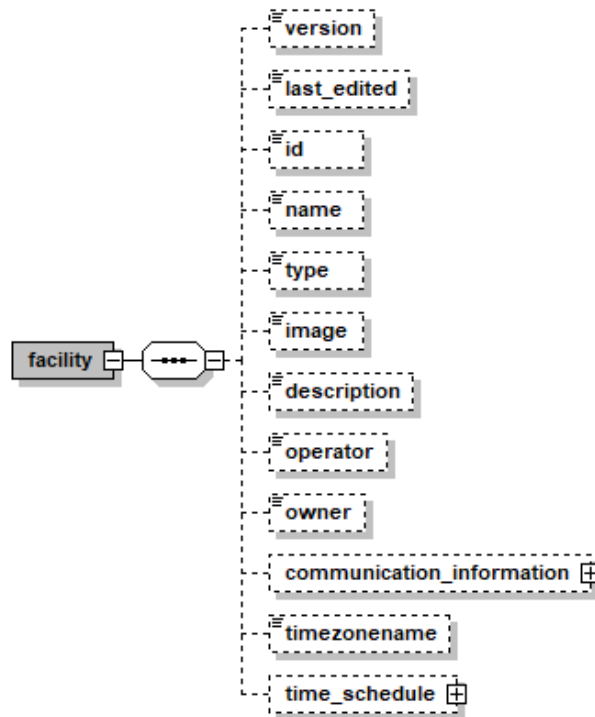 version
last_edited
id
name
type
image
facility
description
operator
owner
communication_information
timezonename
time_schedule